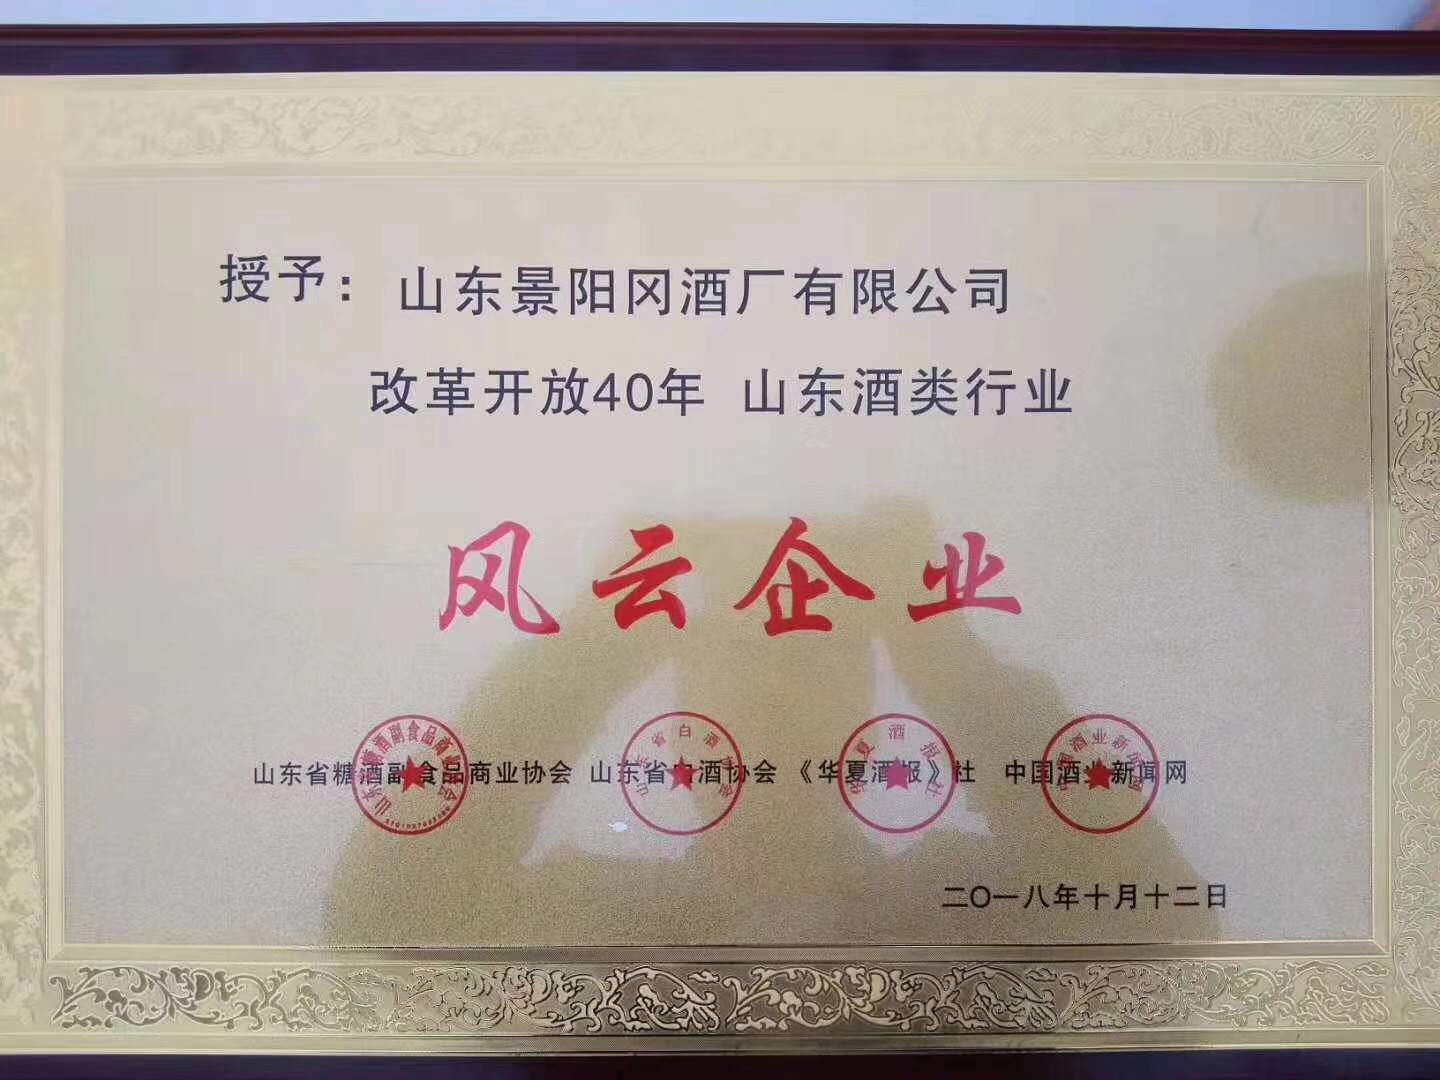 授予：山东景阳冈酒厂有限公司
改革开放40年 山东酒类行业
风云企业
山东省糖酒副食品商业协会 山东省白酒协会 《华夏酒报》社 中国酒业新闻网
二〇一八年十月十二日